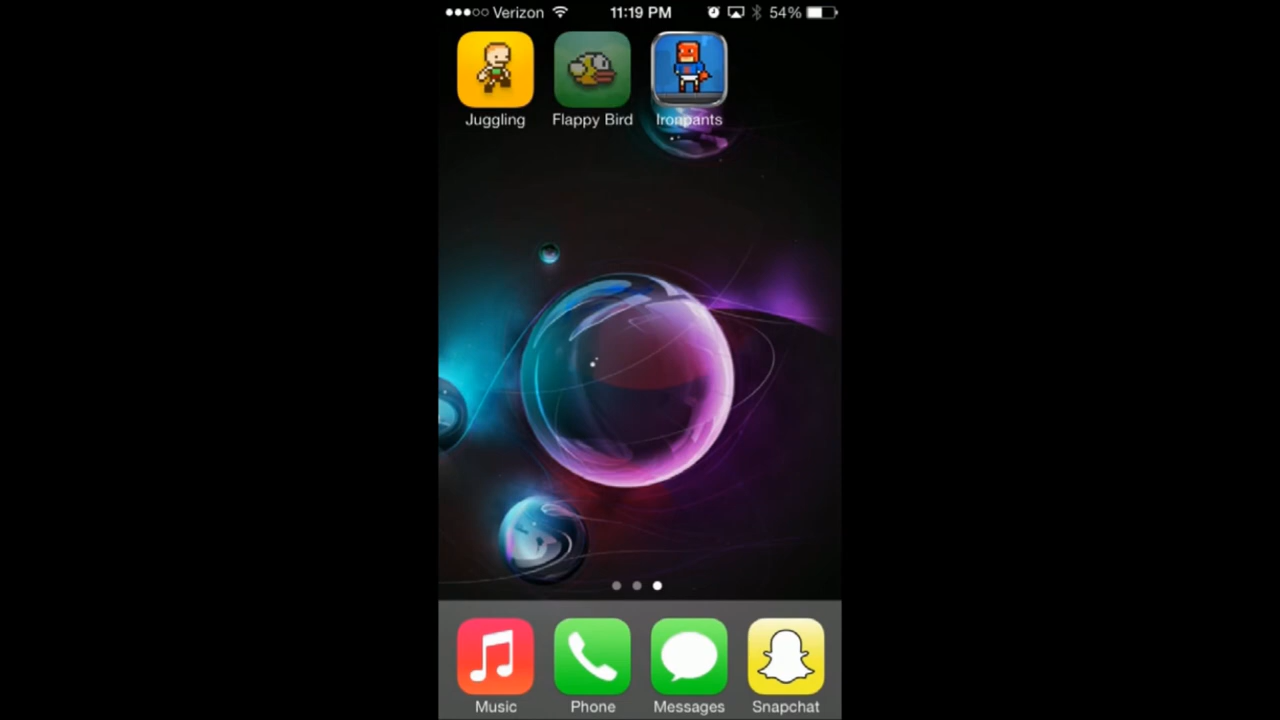 Verizon 11:19 PM 54%
Juggling Flappy Bird Ironpants
Music Phone Messages Snapchat